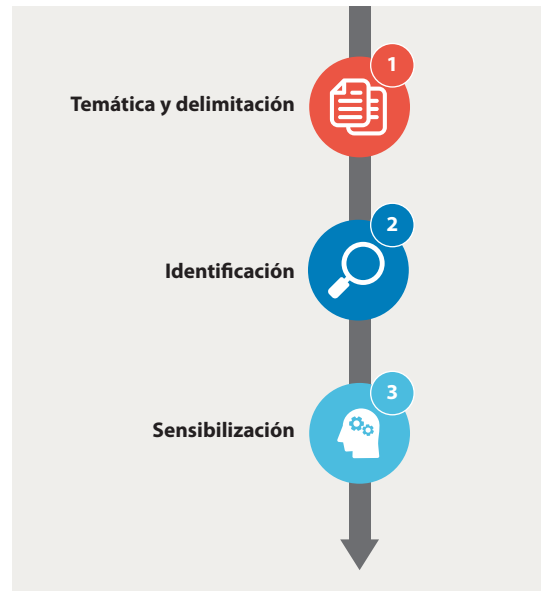 1
Temática y delimitación
2
Identificación
3
Sensibilización